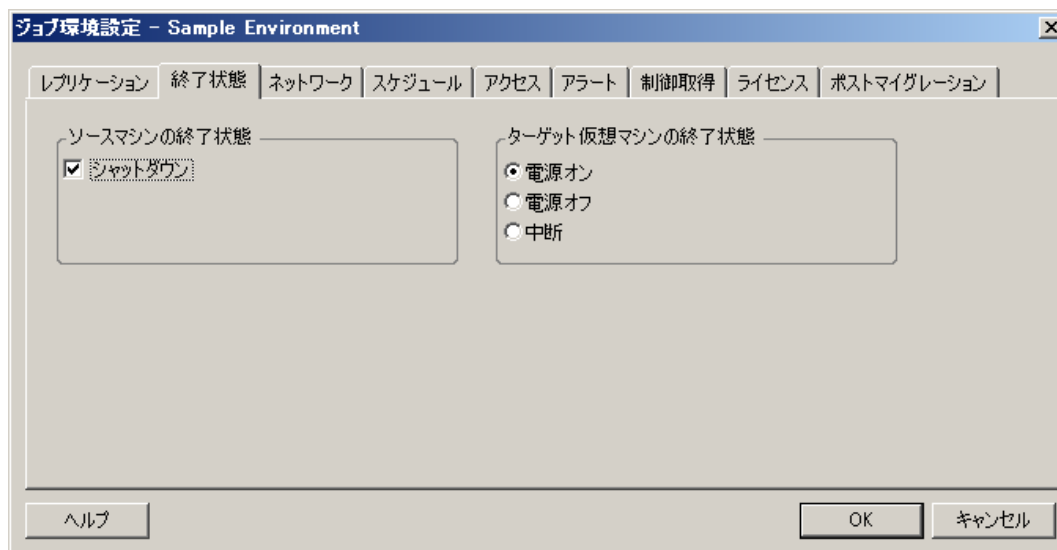 ジョブ環境設定 - Sample Environment
レプリケーション 終了状態 ネットワーク スケジュール アクセス アラート 制御取得 ライセンス ポストマイグレーション
ソースマシンの終了状態
シャットダウン
ターゲット仮想マシンの終了状態
電源オン
電源オフ
中断
ヘルプ OK キャンセル